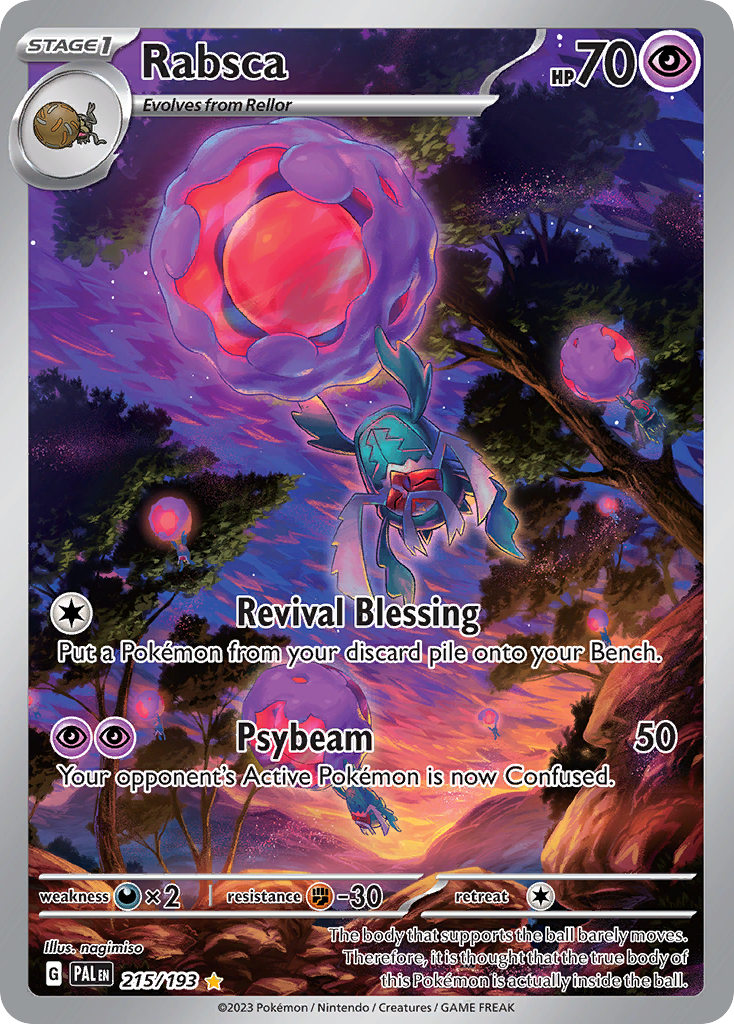 STAGE1
Rabsca
HP 70
Evolves from Rellor
Revival Blessing
Put a Pokémon from your discard pile onto your Bench.
Psybeam 50
Your opponent's Active Pokémon is now Confused.
weakness ×2 resistance -30 retreat
Illus. nagimiso
The body that supports the ball barely moves.
Therefore, it is thought that the true body of
this Pokémon is actually inside the ball.
G PAL EN 215/193
©2023 Pokémon / Nintendo / Creatures / GAME FREAK